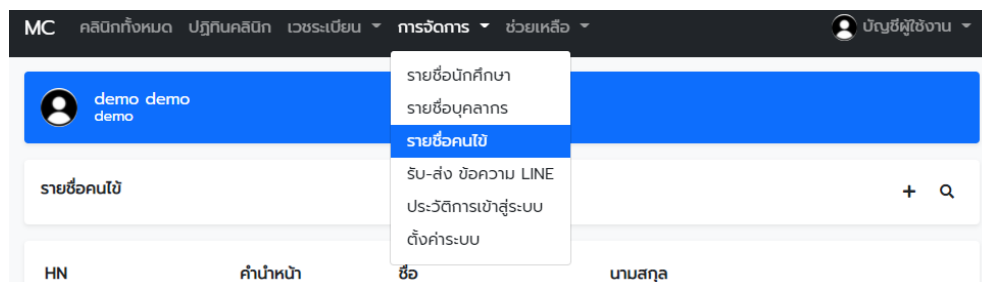 MC คลินิกทั้งหมด ปฏิทินคลินิก เวชระเบียน การจัดการ ช่วยเหลือ บัญชีผู้ใช้งาน
demo demo
demo
รายชื่อนักศึกษา
รายชื่อบุคลากร
รายชื่อคนไข้
รับ-ส่ง ข้อความ LINE
ประวัติการเข้าสู่ระบบ
ตั้งค่าระบบ
รายชื่อคนไข้
HN คำนำหน้า ชื่อ นามสกุล